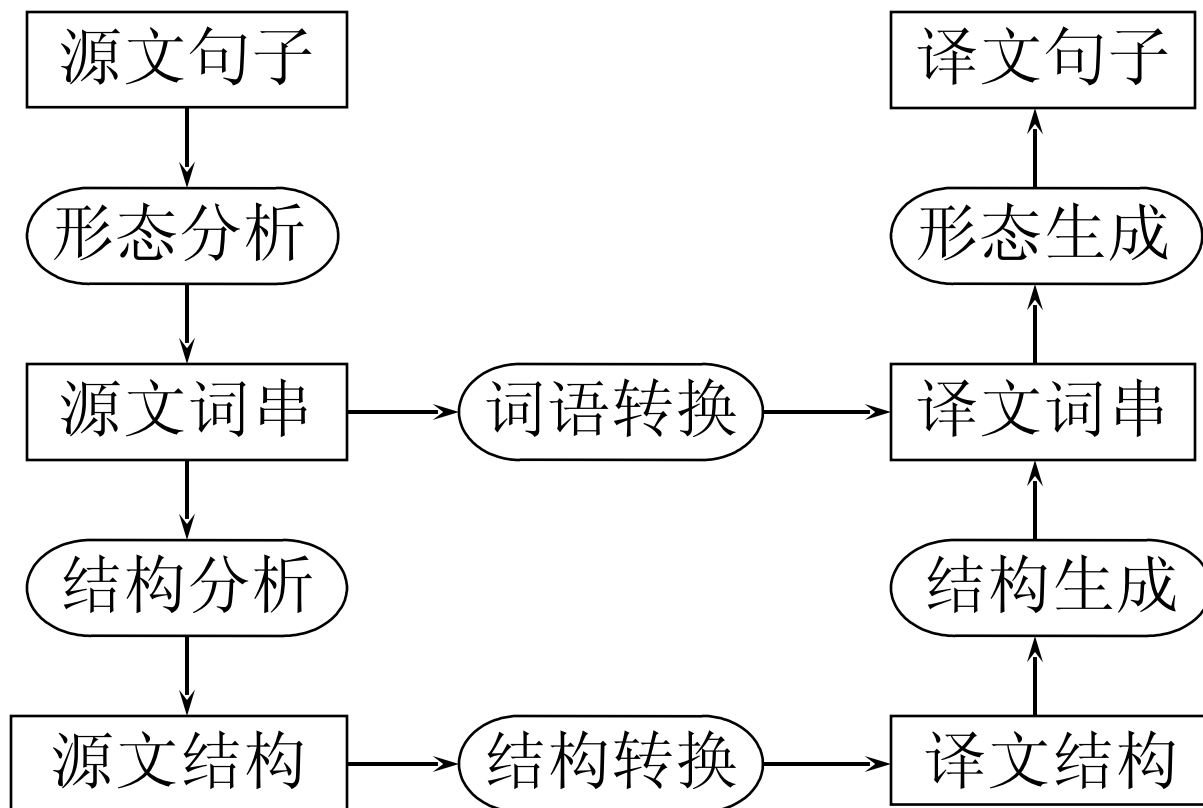 源文句子
译文句子
形态分析
形态生成
源文词串
词语转换
译文词串
结构分析
结构生成
源文结构
结构转换
译文结构